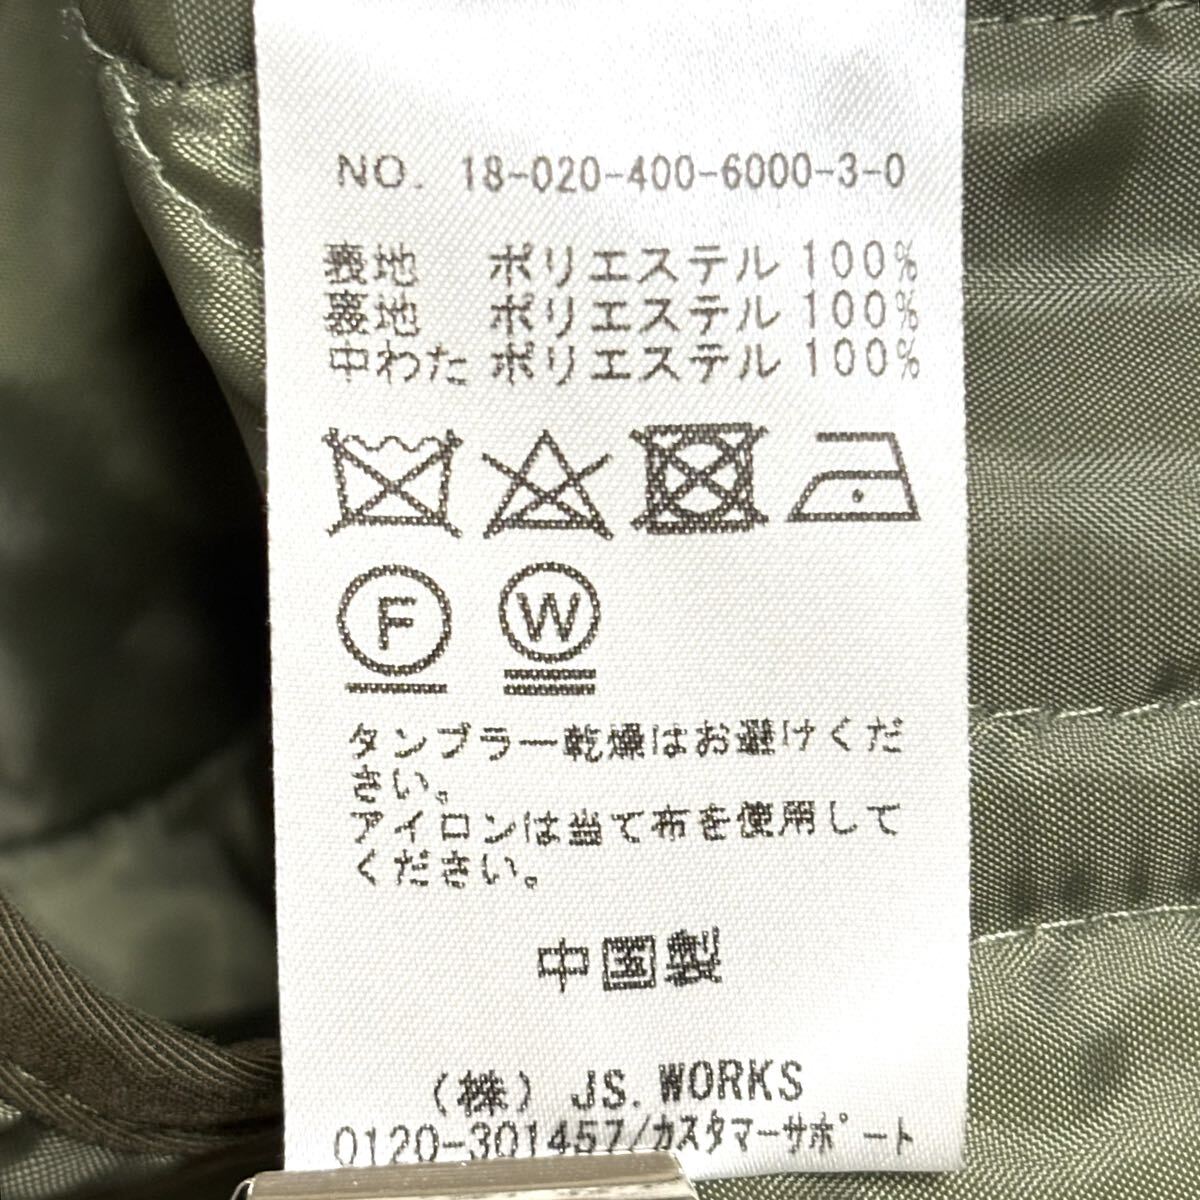 NO. 18-020-400-6000-3-0
表地 ポリエステル 100%
裏地 ポリエステル 100%
中わた ポリエステル 100%
F
W
タンブラー乾燥はお避けくだ
さい。
アイロンは当て布を使用して
ください。
中国製
（株） JS. WORKS
0120-301457/カスタマーサポート